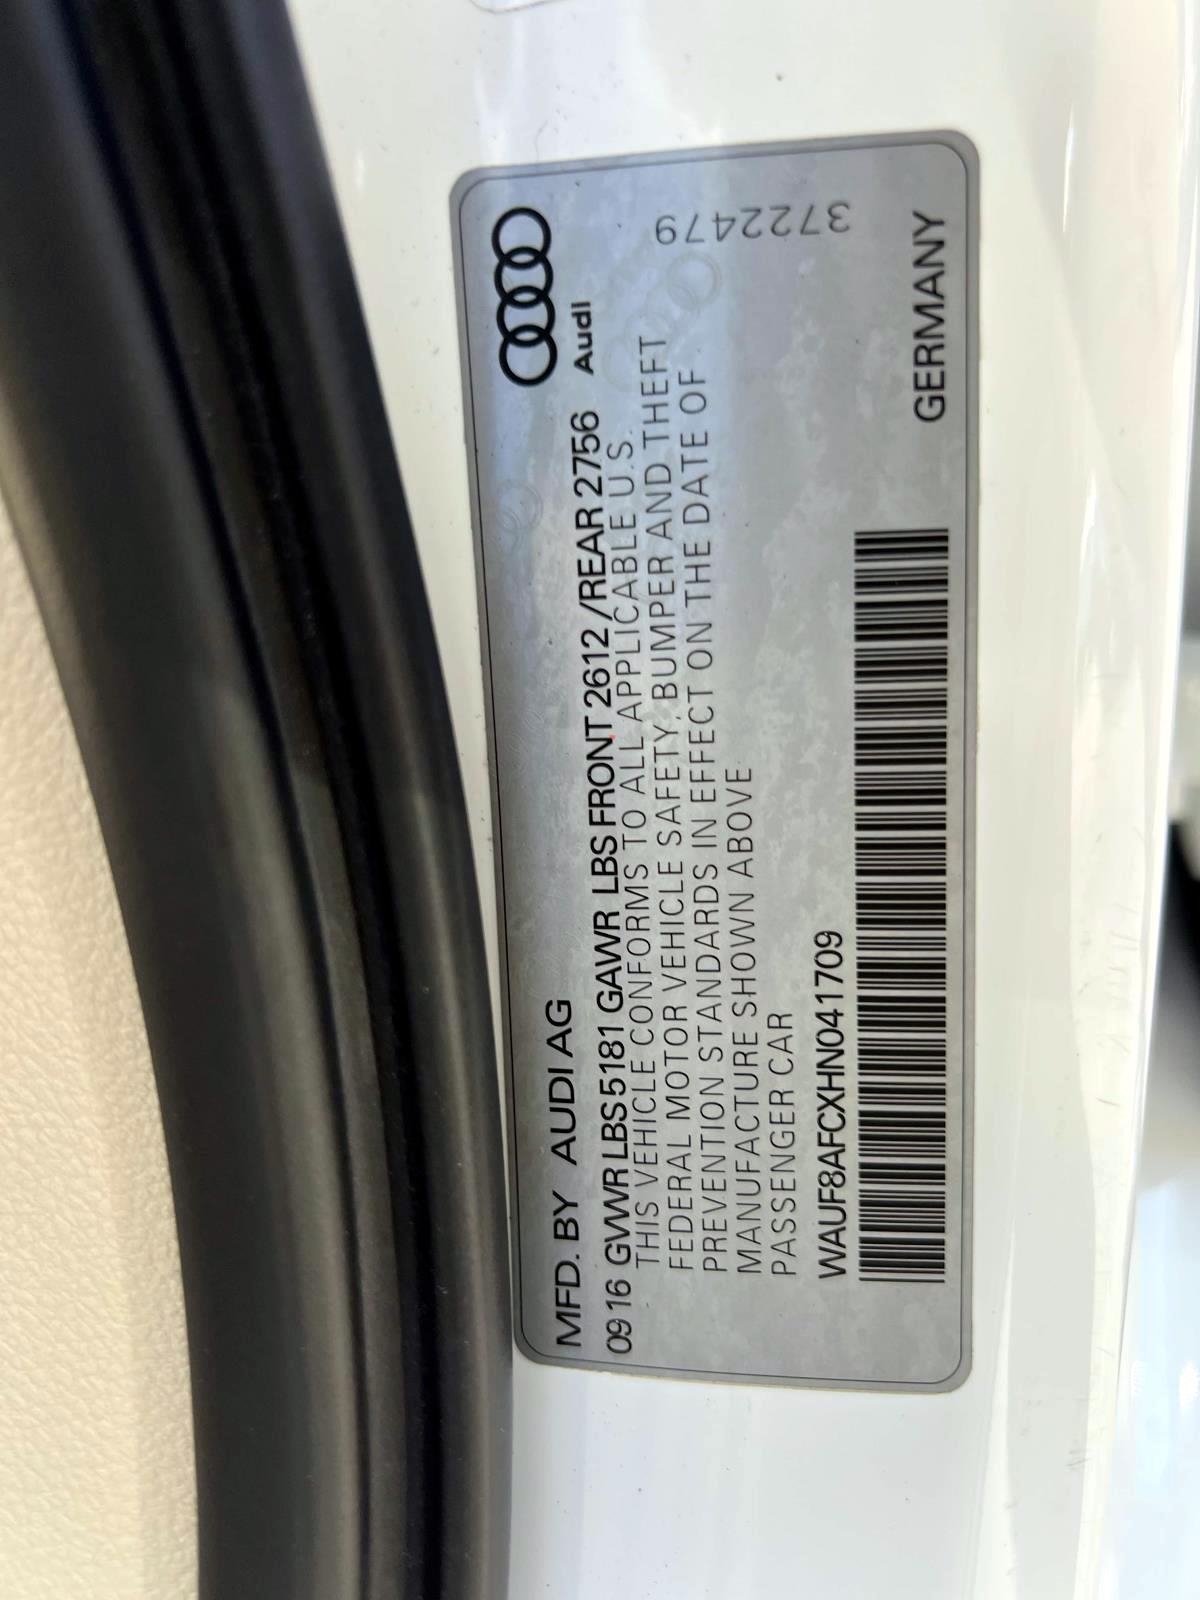 MFD. BY AUDI AG
Audi
09 16 GVWR LBS 5181 GAWR LBS FRONT 2612 /REAR 2756
THIS VEHICLE CONFORMS TO ALL APPLICABLE U.S.
FEDERAL MOTOR VEHICLE SAFETY, BUMPER AND THEFT
PREVENTION STANDARDS IN EFFECT ON THE DATE OF
MANUFACTURE SHOWN ABOVE
PASSENGER CAR
WAUF8AFCXHN041709
GERMANY
3722479